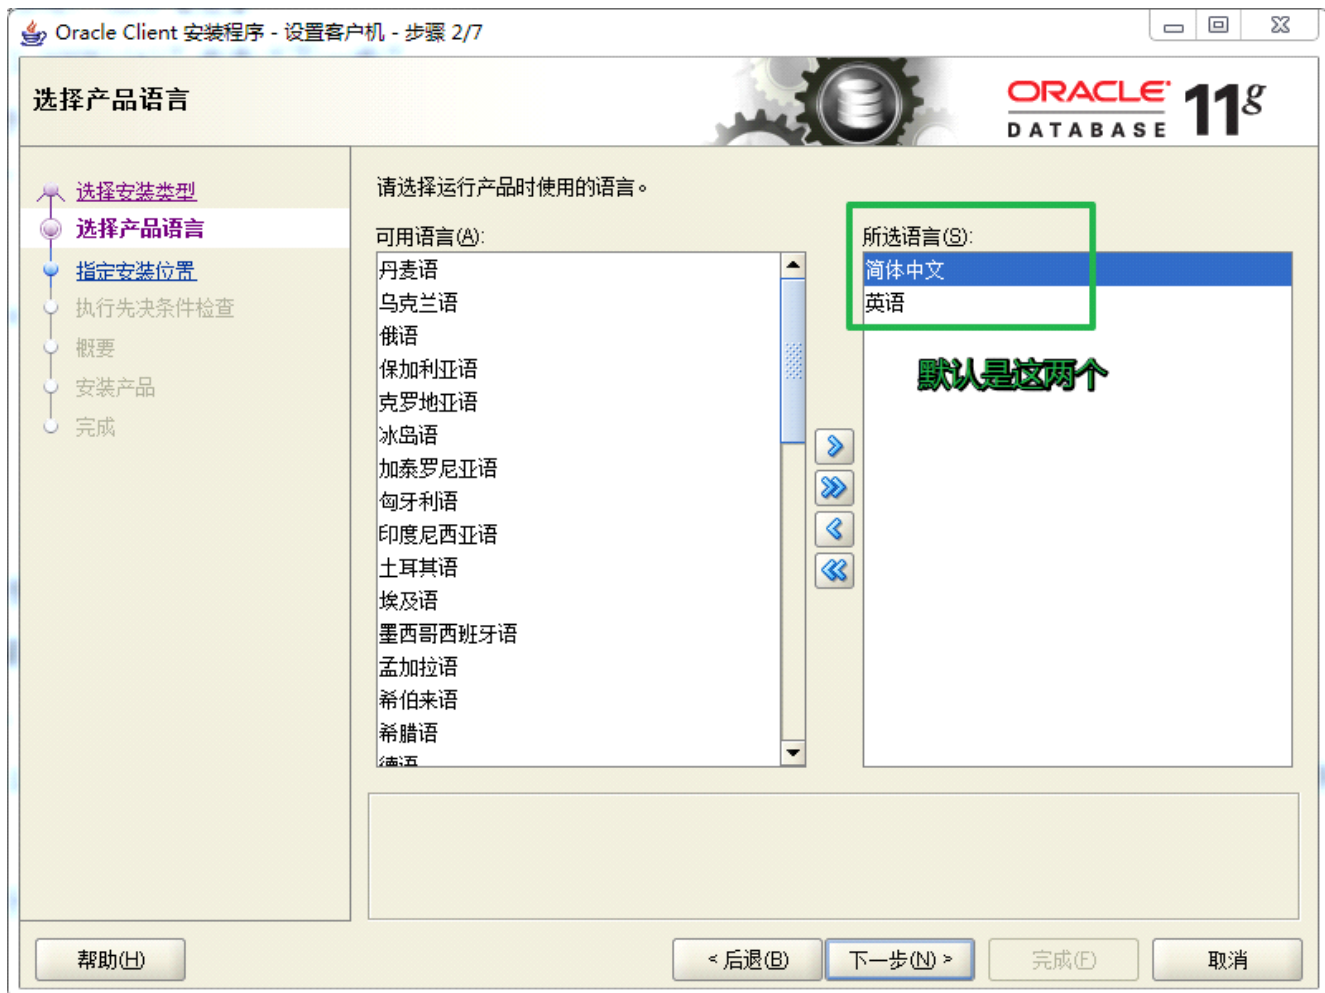 Oracle Client 安装程序 - 设置客户机 - 步骤 2/7
选择产品语言
ORACLE 11g
DATABASE
选择安装类型
选择产品语言
指定安装位置
执行先决条件检查
概要
安装产品
完成
请选择运行产品时使用的语言。
可用语言(A):
丹麦语
乌克兰语
俄语
保加利亚语
克罗地亚语
冰岛语
加泰罗尼亚语
匈牙利语
印度尼西亚语
土耳其语
埃及语
墨西哥西班牙语
孟加拉语
希伯来语
希腊语
德语
所选语言(S):
简体中文
英语
默认是这两个
帮助(H)
< 后退(B)
下一步(N) >
完成(F)
取消